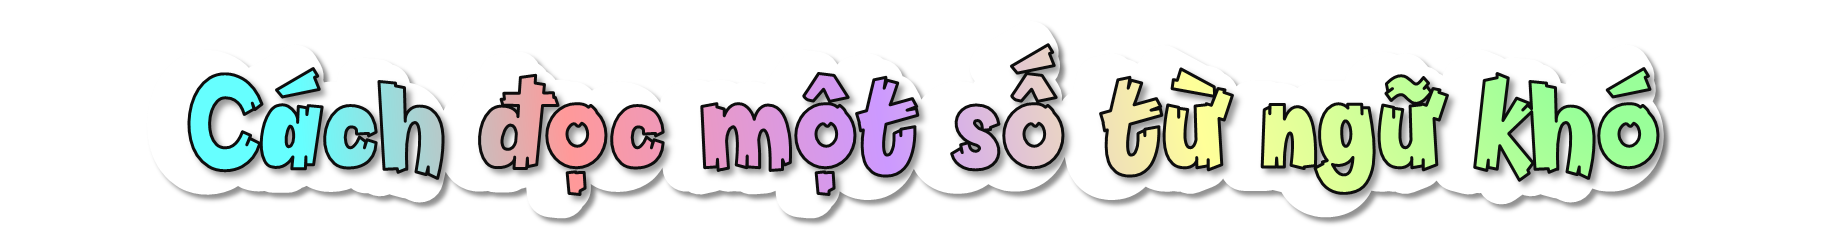 Cách đọc một số từ ngữ khó